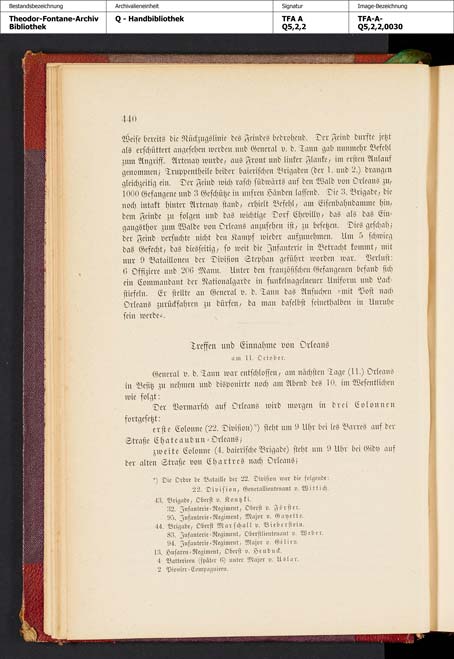 Bestandsbezeichnung
Archivalieneinheit
Signatur
Image-Bezeichnung
Theodor-Fontane-Archiv
Bibliothek
Q - Handbibliothek
TFA A
Q5,2,2
TFA-A-
Q5,2,2,0030
440
Weise bereits die Rückzugslinie des Feindes bedrohend. Der Feind durfte jetzt
als erschüttert angesehen werden und General v. d. Tann gab nunmehr Befehl
zum Angriff. Artenay wurde, aus Front und linker Flanke, im ersten Anlauf
genommen; Truppentheile beider baierischen Brigaden (der 1. und 2.) drangen
gleichzeitig ein. Der Feind wich rasch südwärts auf den Wald von Orleans zu,
1000 Gefangene und 3 Geschütze in unsren Händen lassend. Die 3. Brigade, die
noch intakt hinter Artenay stand, erhielt Befehl, am Eisenbahndamme hin,
dem Feinde zu folgen und das wichtige Dorf Chevilly, das als das Ein-
gangsthor zum Walde von Orleans anzusehen ist, zu besetzen. Dies geschah;
der Feind versuchte nicht den Kampf wieder aufzunehmen. Um 5 schwieg
das Gefecht, das diesseitig, so weit die Infanterie in Betracht kommt, mit
nur 9 Bataillonen der Division Stephan geführt worden war. Verlust:
6 Offiziere und 206 Mann. Unter den französischen Gefangenen befand sich
ein Commandant der Nationalgarde in funkelnagelneuer Uniform und Lack-
stiefeln. Er stellte an General v. d. Tann das Ansuchen »mit Post nach
Orleans zurückfahren zu dürfen, da man daselbst seinethalben in Unruhe
sein werde«.
Treffen und Einnahme von Orleans
am 11. October.
General v. d. Tann war entschlossen, am nächsten Tage (11.) Orleans
in Besitz zu nehmen und disponirte noch am Abend des 10. im Wesentlichen
wie folgt:
Der Vormarsch auf Orleans wird morgen in drei Colonnen
fortgesetzt:
erste Colonne (22. Division)*) steht um 9 Uhr bei les Barres auf der
Straße Chateaudun-Orleans;
zweite Colonne (4. baierische Brigade) steht um 9 Uhr bei Gidy auf
der alten Straße von Chartres nach Orleans;
*) Die Ordre de Bataille der 22. Division war die folgende:
22. Division, Generallieutenant v. Wittich.
43. Brigade, Oberst v. Kontzki.
32. Infanterie-Regiment, Oberst v. Förster.
95. Infanterie-Regiment, Major v. Gayette.
44. Brigade, Oberst Marschall v. Bieberstein.
83. Infanterie-Regiment, Oberstlieutenant v. Weber.
94. Infanterie-Regiment, Major v. Gölien.
13. Husaren-Regiment, Oberst v. Heuduck.
4 Batterieen (später 6) unter Major v. Uslar.
2 Pionier-Compagnieen.